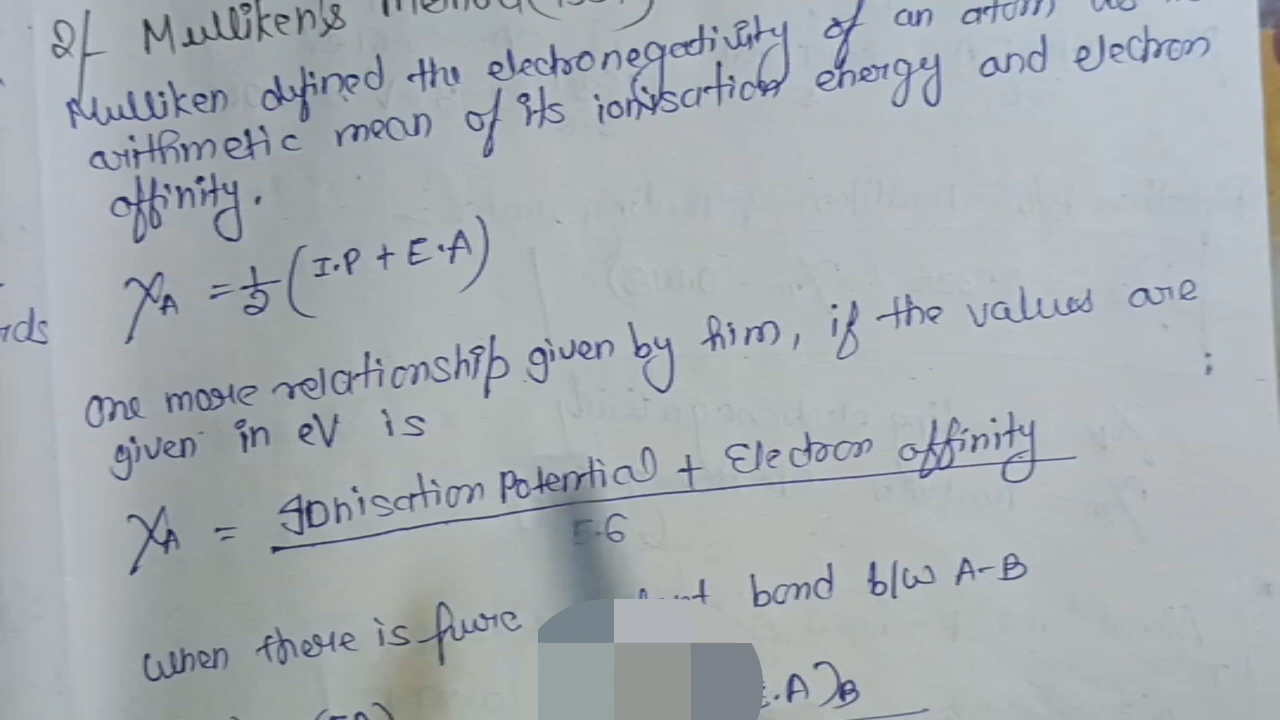 2/ Mulliken's
Mulliken defined the electronegativity of an atom
arithmetic mean of its ionisation energy and electron
affinity.
χA = 1/2 (I.P + E.A)
rds
one more relationship given by him, if the values are
given in eV is
χA = Ionisation Potential + Electron affinity
5.6
when there is pure bond b/w A-B
.A)B